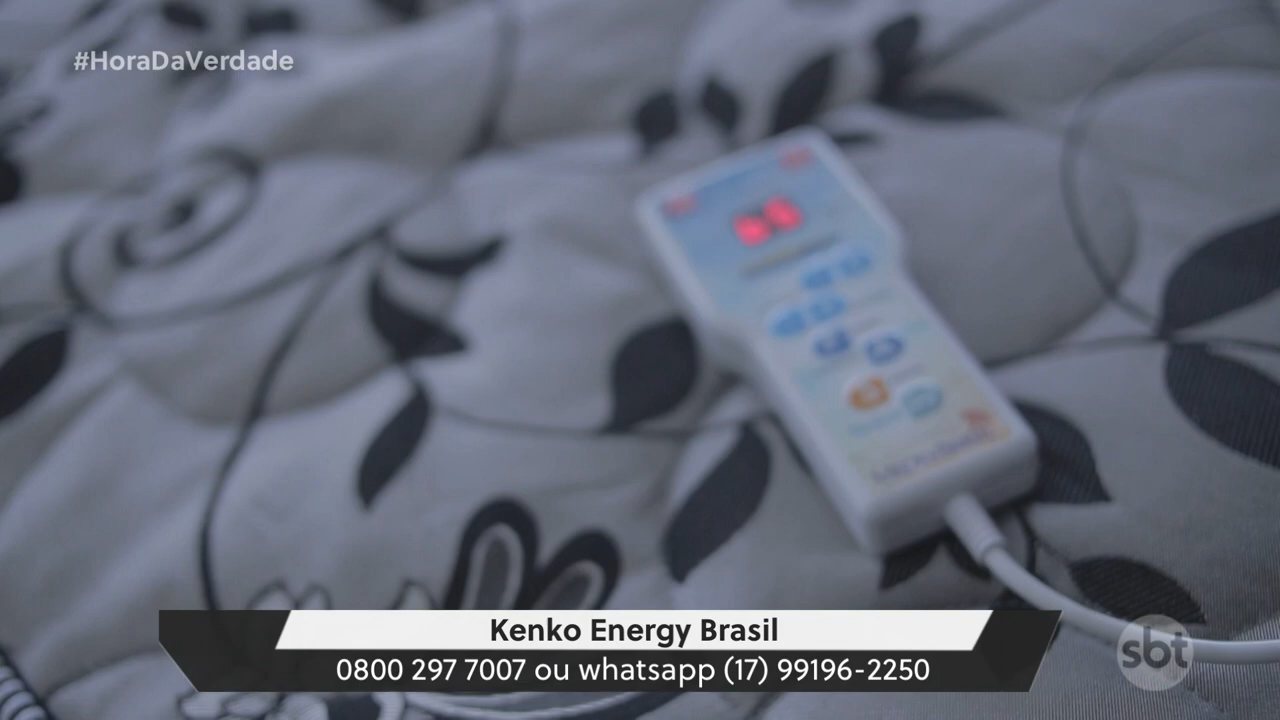 #HoraDaVerdade
Kenko Energy Brasil
0800 297 7007 ou whatsapp (17) 99196-2250
sbt